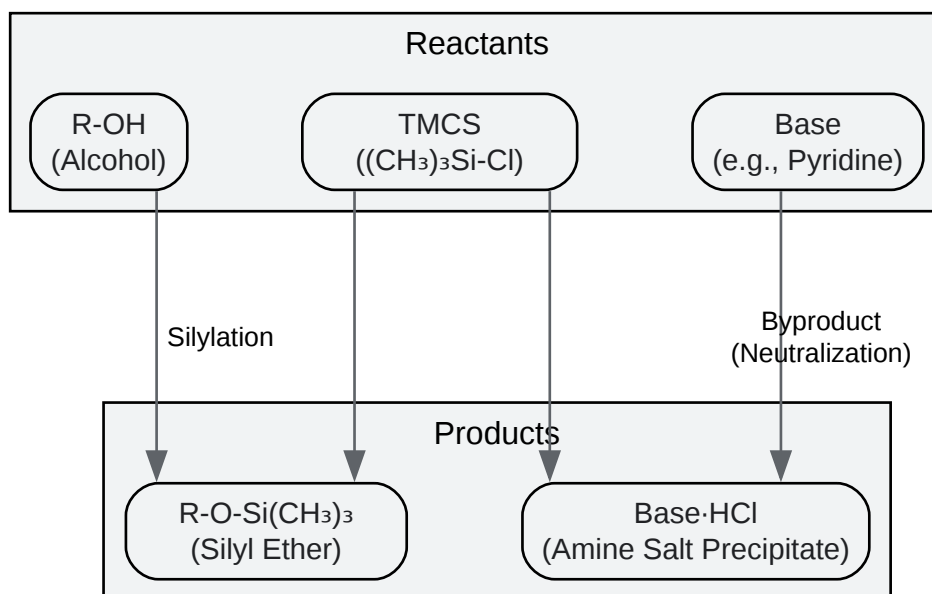 Reactants
R-OH
(Alcohol)
TMCS
((CH₃)₃Si-Cl)
Base
(e.g., Pyridine)
Silylation
Byproduct
(Neutralization)
Products
R-O-Si(CH₃)₃
(Silyl Ether)
Base·HCl
(Amine Salt Precipitate)